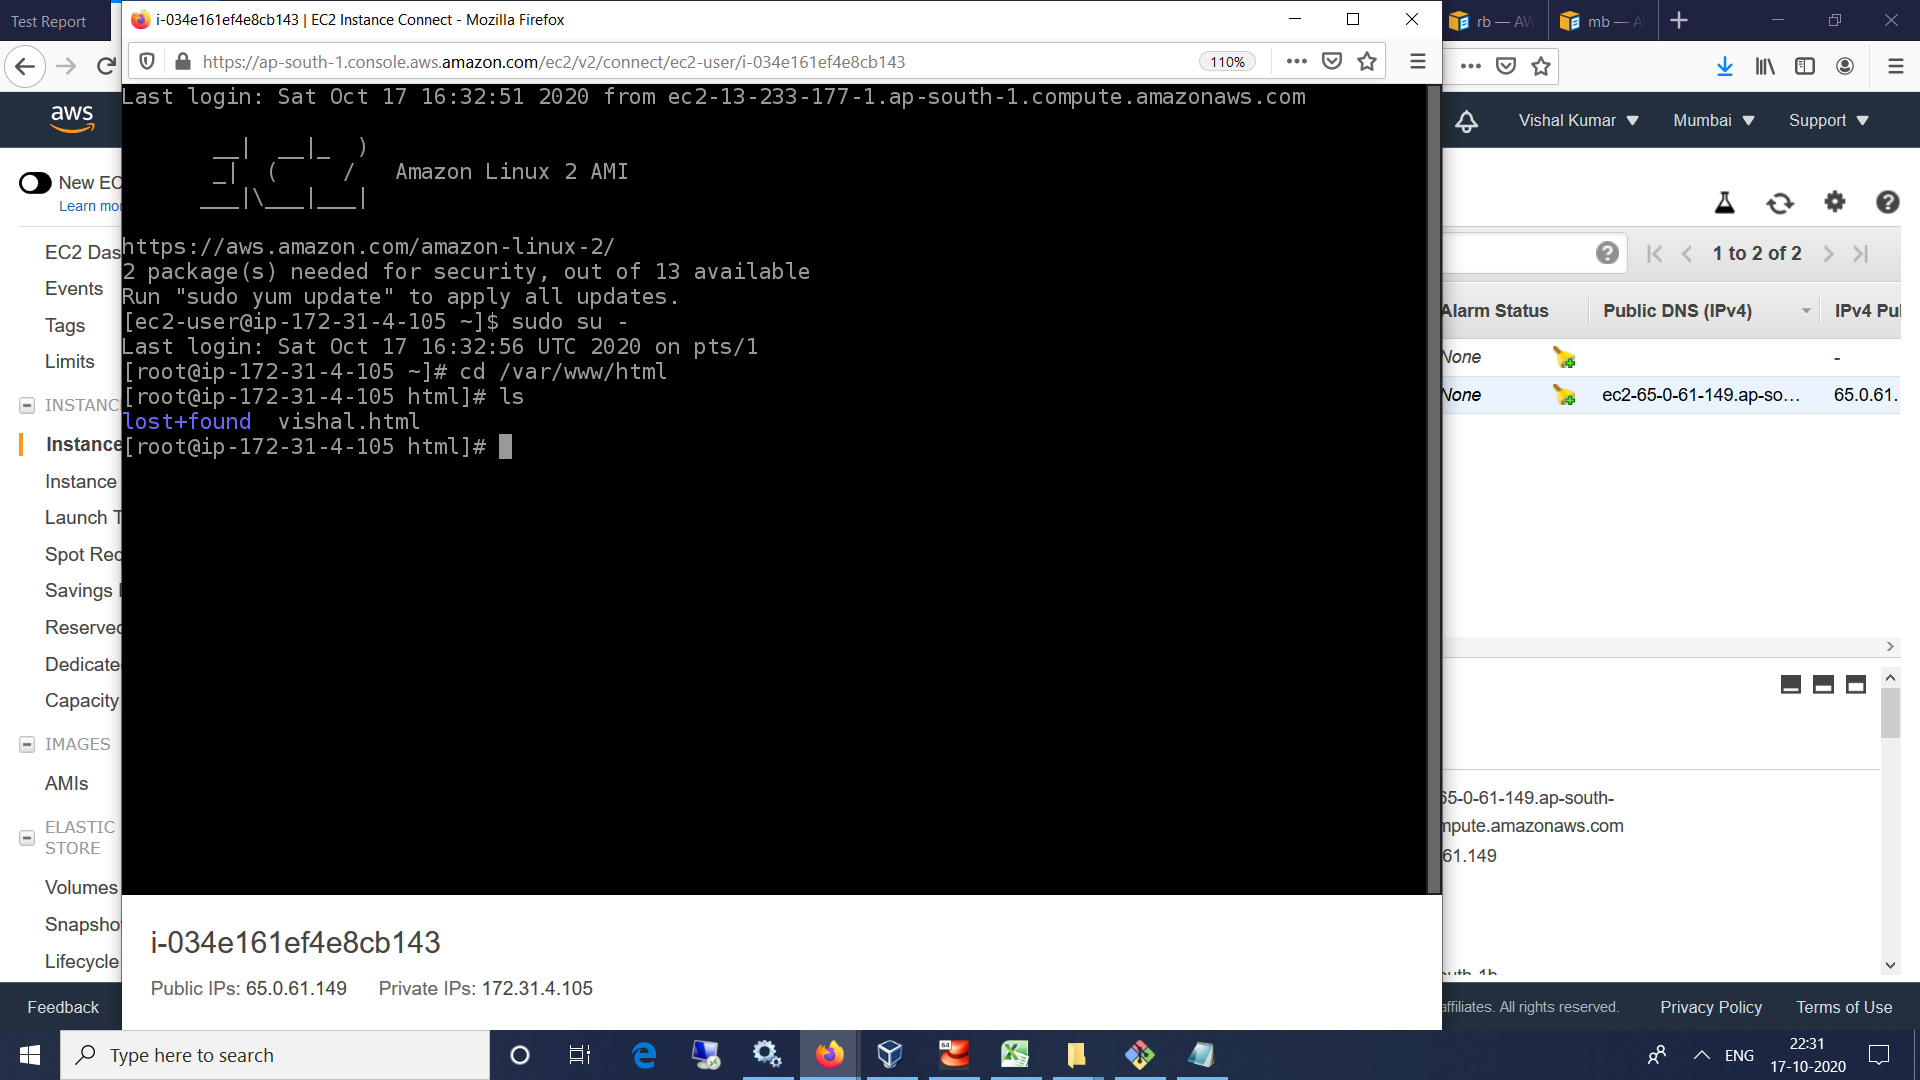 Test Report
i-034e161ef4e8cb143 | EC2 Instance Connect - Mozilla Firefox
rb — AW
mb — A
https://ap-south-1.console.aws.amazon.com/ec2/v2/connect/ec2-user/i-034e161ef4e8cb143
110%
aws
Vishal Kumar
Mumbai
Support
Last login: Sat Oct 17 16:32:51 2020 from ec2-13-233-177-1.ap-south-1.compute.amazonaws.com
__| __|_ )
_| ( / Amazon Linux 2 AMI
___|\___|___|
https://aws.amazon.com/amazon-linux-2/
2 package(s) needed for security, out of 13 available
Run "sudo yum update" to apply all updates.
[ec2-user@ip-172-31-4-105 ~]$ sudo su -
Last login: Sat Oct 17 16:32:56 UTC 2020 on pts/1
[root@ip-172-31-4-105 ~]# cd /var/www/html
[root@ip-172-31-4-105 html]# ls
lost+found vishal.html
[root@ip-172-31-4-105 html]#
New EC
Learn mo
EC2 Das
Events
Tags
Limits
INSTANC
Instance
Instance
Launch T
Spot Req
Savings
Reserved
Dedicate
Capacity
IMAGES
AMIs
ELASTIC
STORE
Volumes
Snapsho
Lifecycle
1 to 2 of 2
Alarm Status
Public DNS (IPv4)
IPv4 Pu
None
-
None
ec2-65-0-61-149.ap-so...
65.0.61.
65-0-61-149.ap-south-
mpute.amazonaws.com
61.149
i-034e161ef4e8cb143
Public IPs: 65.0.61.149 Private IPs: 172.31.4.105
Feedback
affiliates. All rights reserved.
Privacy Policy
Terms of Use
Type here to search
64
ENG
22:31
17-10-2020